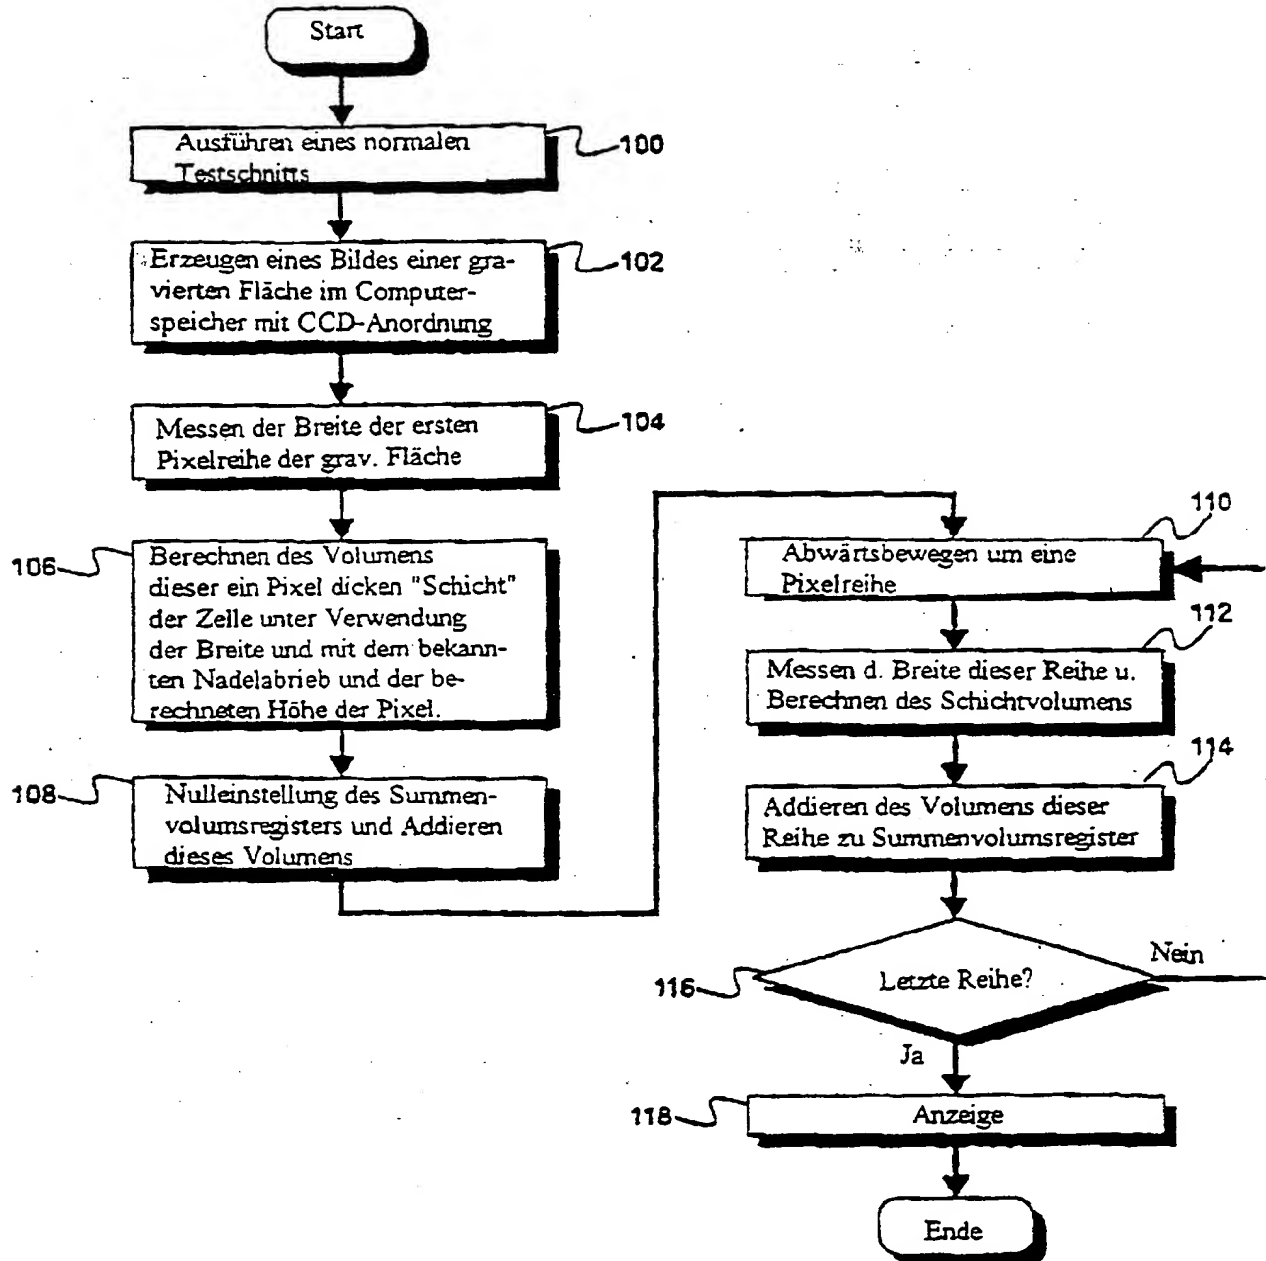 Start
Ausführen eines normalen
Testschnitts
100
Erzeugen eines Bildes einer gra-
vierten Fläche im Computer-
speicher mit CCD-Anordnung
102
Messen der Breite der ersten
Pixelreihe der grav. Fläche
104
106
Berechnen des Volumens
dieser ein Pixel dicken "Schicht"
der Zelle unter Verwendung
der Breite und mit dem bekann-
ten Nadelabrieb und der be-
rechneten Höhe der Pixel.
108
Nulleinstellung des Summen-
volumsregisters und Addieren
dieses Volumens
110
Abwärtsbewegen um eine
Pixelreihe
112
Messen d. Breite dieser Reihe u.
Berechnen des Schichtvolumens
114
Addieren des Volumens dieser
Reihe zu Summenvolumsregister
116
Letzte Reihe?
Nein
Ja
118
Anzeige
Ende